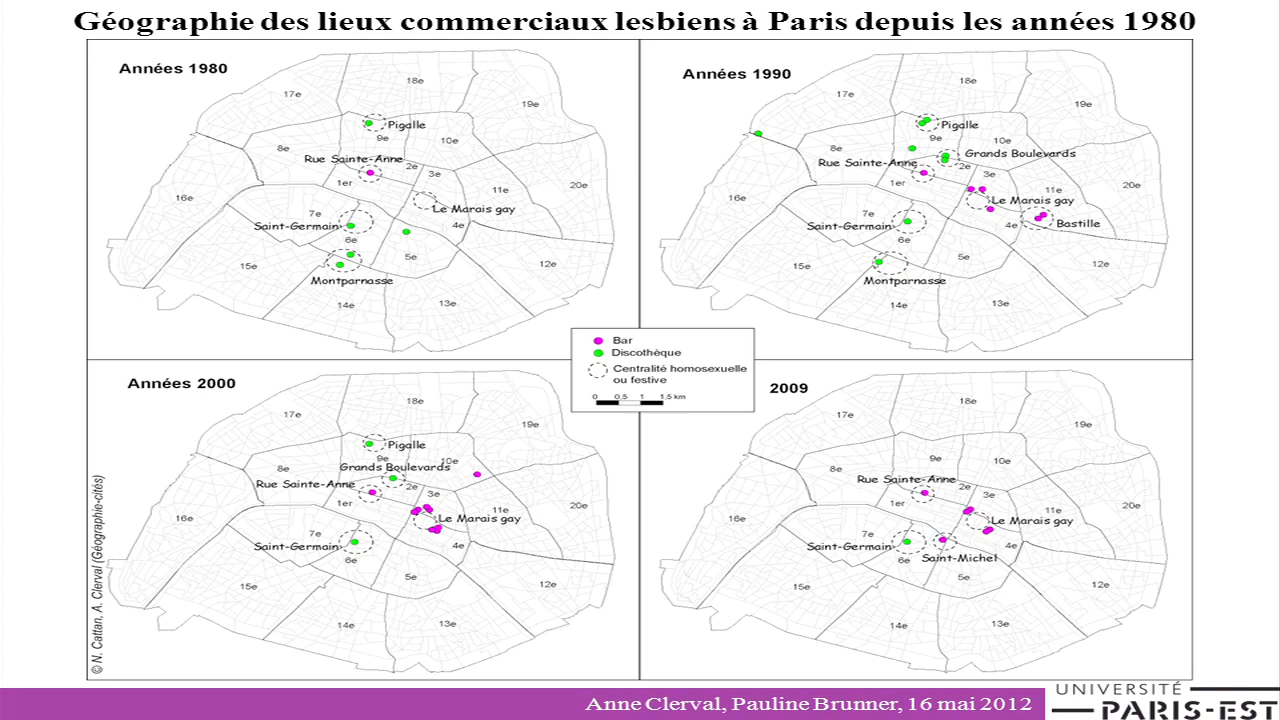 Géographie des lieux commerciaux lesbiens à Paris depuis les années 1980
Années 1980
18e
17e
19e
Pigalle
9e
10e
8e
Rue Sainte-Anne
2e
3e
1er
11e
20e
16e
Le Marais gay
7e
Saint-Germain
4e
6e
5e
15e
12e
Montparnasse
14e
13e
Années 1990
18e
17e
19e
Pigalle
9e
10e
8e
Grands Boulevards
Rue Sainte-Anne
2e
3e
1er
11e
20e
16e
Le Marais gay
7e
Saint-Germain
4e
Bastille
6e
5e
15e
12e
Montparnasse
14e
13e
Bar
Discothèque
Centralité homosexuelle
ou festive
0 0,5 1 1,5 km
Années 2000
18e
17e
19e
Pigalle
9e
10e
Grands Boulevards
8e
Rue Sainte-Anne
2e
3e
1er
11e
20e
16e
Le Marais gay
7e
Saint-Germain
4e
6e
5e
15e
12e
14e
13e
2009
18e
17e
19e
9e
10e
8e
Rue Sainte-Anne
2e
3e
1er
11e
20e
16e
Le Marais gay
7e
Saint-Germain
4e
6e
Saint-Michel
5e
15e
12e
14e
13e
© N. Cattan, A. Clerval (Géographie-cités)
Anne Clerval, Pauline Brunner, 16 mai 2012
UNIVERSITÉ
PARIS-EST